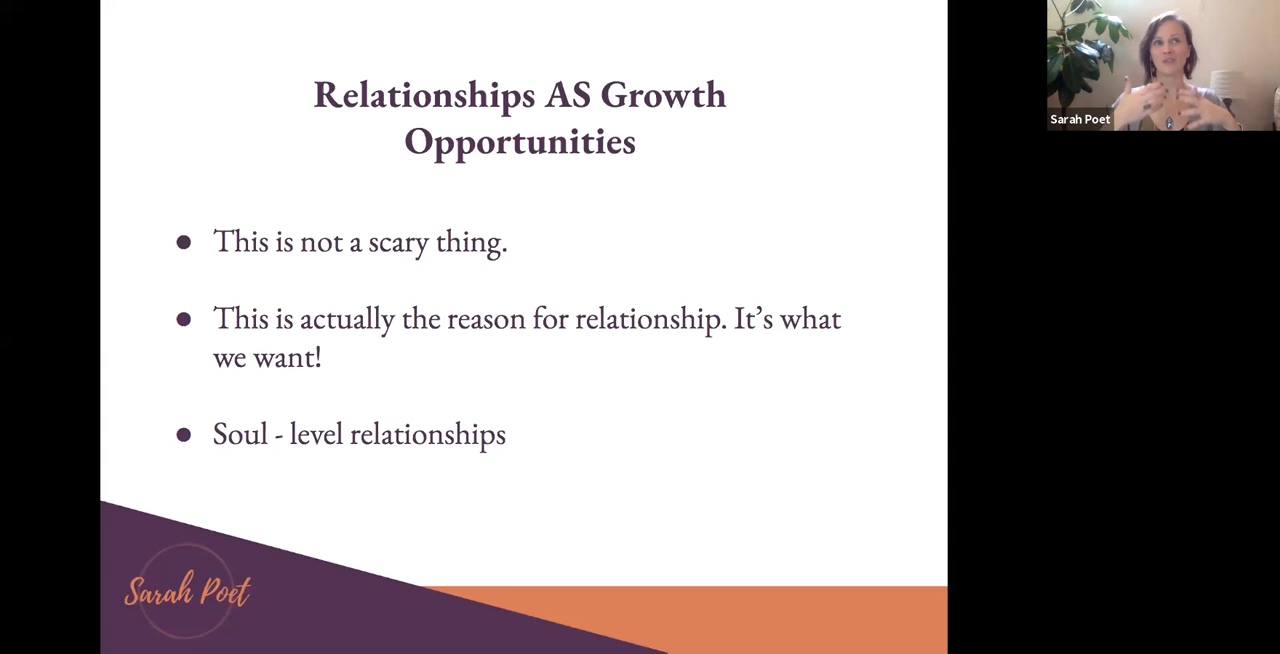 Relationships AS Growth
Opportunities
● This is not a scary thing.
● This is actually the reason for relationship. It’s what
we want!
● Soul - level relationships
Sarah Poet
Sarah Poet